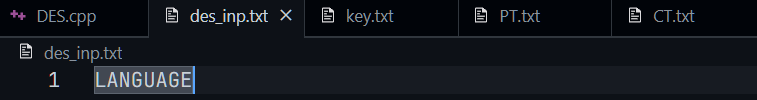 DES.cpp des_inp.txt key.txt PT.txt CT.txt
des_inp.txt
1 LANGUAGE